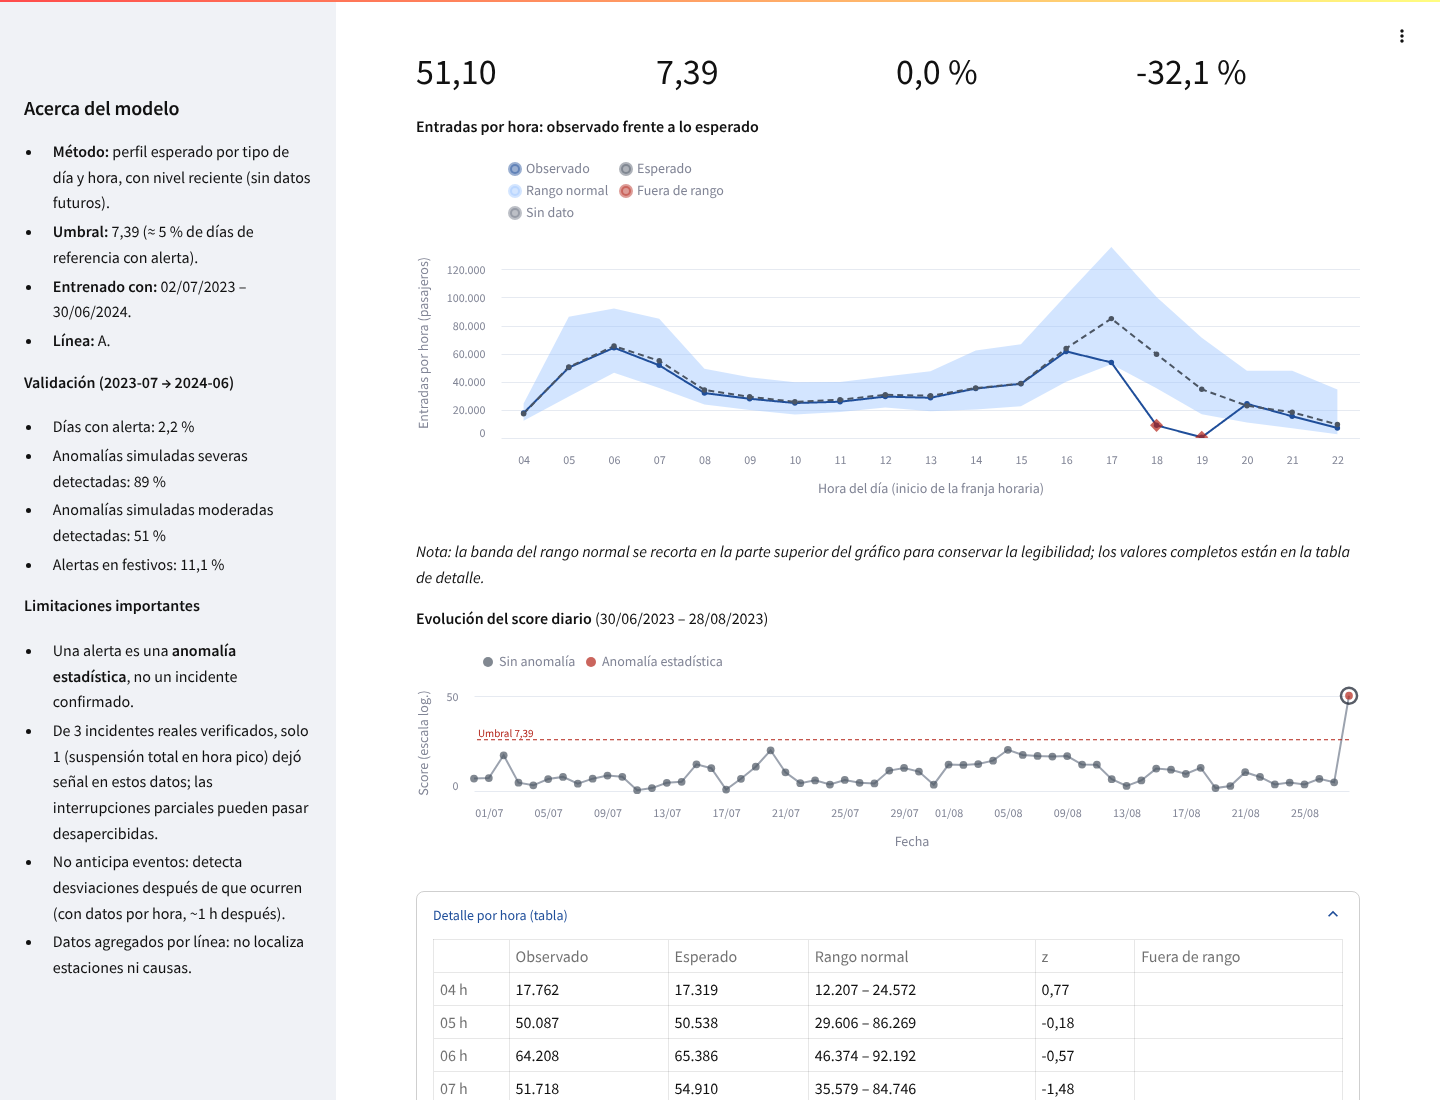 Acerca del modelo
Método: perfil esperado por tipo de
día y hora, con nivel reciente (sin datos
futuros).
Umbral: 7,39 (≈ 5 % de días de
referencia con alerta).
Entrenado con: 02/07/2023 –
30/06/2024.
Línea: A.
Validación (2023-07 → 2024-06)
Días con alerta: 2,2 %
Anomalías simuladas severas
detectadas: 89 %
Anomalías simuladas moderadas
detectadas: 51 %
Alertas en festivos: 11,1 %
Limitaciones importantes
Una alerta es una anomalía
estadística, no un incidente
confirmado.
De 3 incidentes reales verificados, solo
1 (suspensión total en hora pico) dejó
señal en estos datos; las
interrupciones parciales pueden pasar
desapercibidas.
No anticipa eventos: detecta
desviaciones después de que ocurren
(con datos por hora, ~1 h después).
Datos agregados por línea: no localiza
estaciones ni causas.
51,10 7,39 0,0 % -32,1 %
Entradas por hora: observado frente a lo esperado
Observado Esperado
Rango normal Fuera de rango
Sin dato
Entradas por hora (pasajeros)
120.000
100.000
80.000
60.000
40.000
20.000
0
04 05 06 07 08 09 10 11 12 13 14 15 16 17 18 19 20 21 22
Hora del día (inicio de la franja horaria)
Nota: la banda del rango normal se recorta en la parte superior del gráfico para conservar la legibilidad; los valores completos están en la tabla
de detalle.
Evolución del score diario (30/06/2023 – 28/08/2023)
Sin anomalía Anomalía estadística
Score (escala log.)
50
Umbral 7,39
0
01/07 05/07 09/07 13/07 17/07 21/07 25/07 29/07 01/08 05/08 09/08 13/08 17/08 21/08 25/08
Fecha
Detalle por hora (tabla)
Observado Esperado Rango normal z Fuera de rango
04 h 17.762 17.319 12.207 – 24.572 0,77
05 h 50.087 50.538 29.606 – 86.269 -0,18
06 h 64.208 65.386 46.374 – 92.192 -0,57
07 h 51.718 54.910 35.579 – 84.746 -1,48